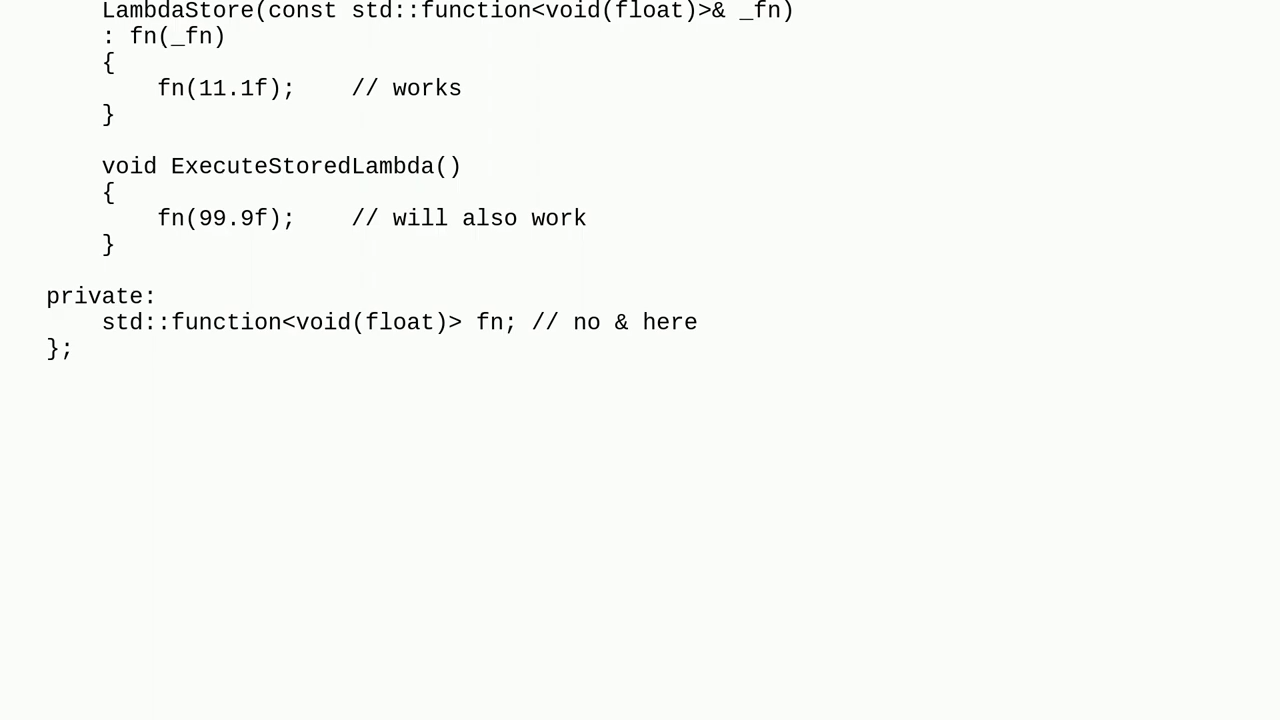 LambdaStore(const std::function<void(float)>& _fn)
: fn(_fn)
{
fn(11.1f);    // works
}
void ExecuteStoredLambda()
{
fn(99.9f);    // will also work
}
private:
std::function<void(float)> fn; // no & here
};